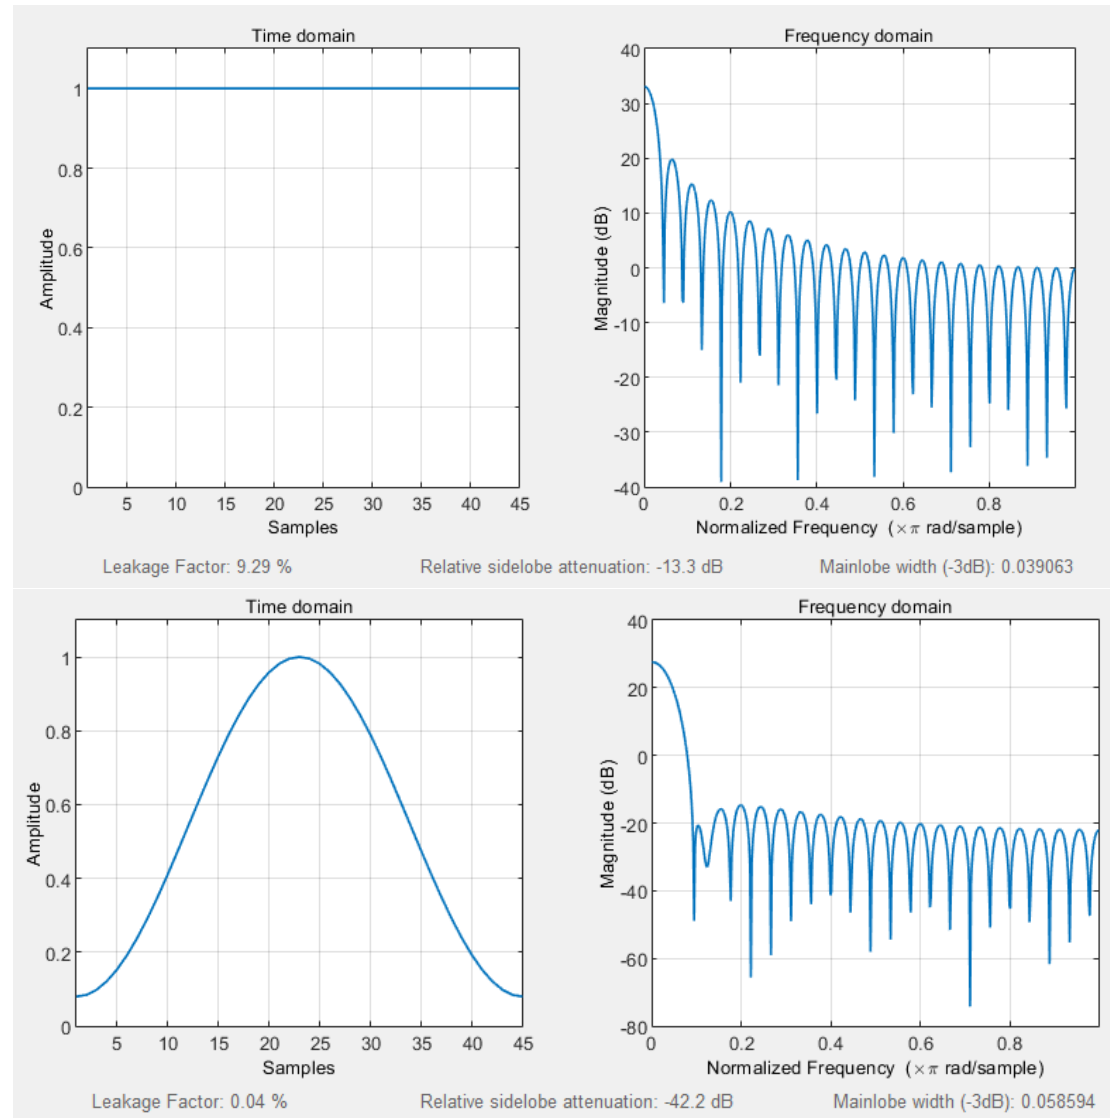 Time domain
Frequency domain
1
0.8
0.6
0.4
0.2
0
Amplitude
5 10 15 20 25 30 35 40 45
Samples
40
30
20
10
0
-10
-20
-30
-40
Magnitude (dB)
0 0.2 0.4 0.6 0.8
Normalized Frequency (×π rad/sample)
Leakage Factor: 9.29 %
Relative sidelobe attenuation: -13.3 dB
Mainlobe width (-3dB): 0.039063
Time domain
Frequency domain
1
0.8
0.6
0.4
0.2
0
Amplitude
5 10 15 20 25 30 35 40 45
Samples
40
20
0
-20
-40
-60
-80
Magnitude (dB)
0 0.2 0.4 0.6 0.8
Normalized Frequency (×π rad/sample)
Leakage Factor: 0.04 %
Relative sidelobe attenuation: -42.2 dB
Mainlobe width (-3dB): 0.058594